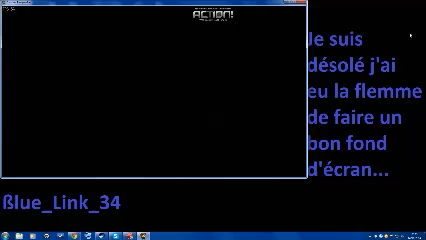 ACTION!
Je suis
désolé j'ai
eu la flemme
de faire un
bon fond
d'écran...
ßlue_Link_34